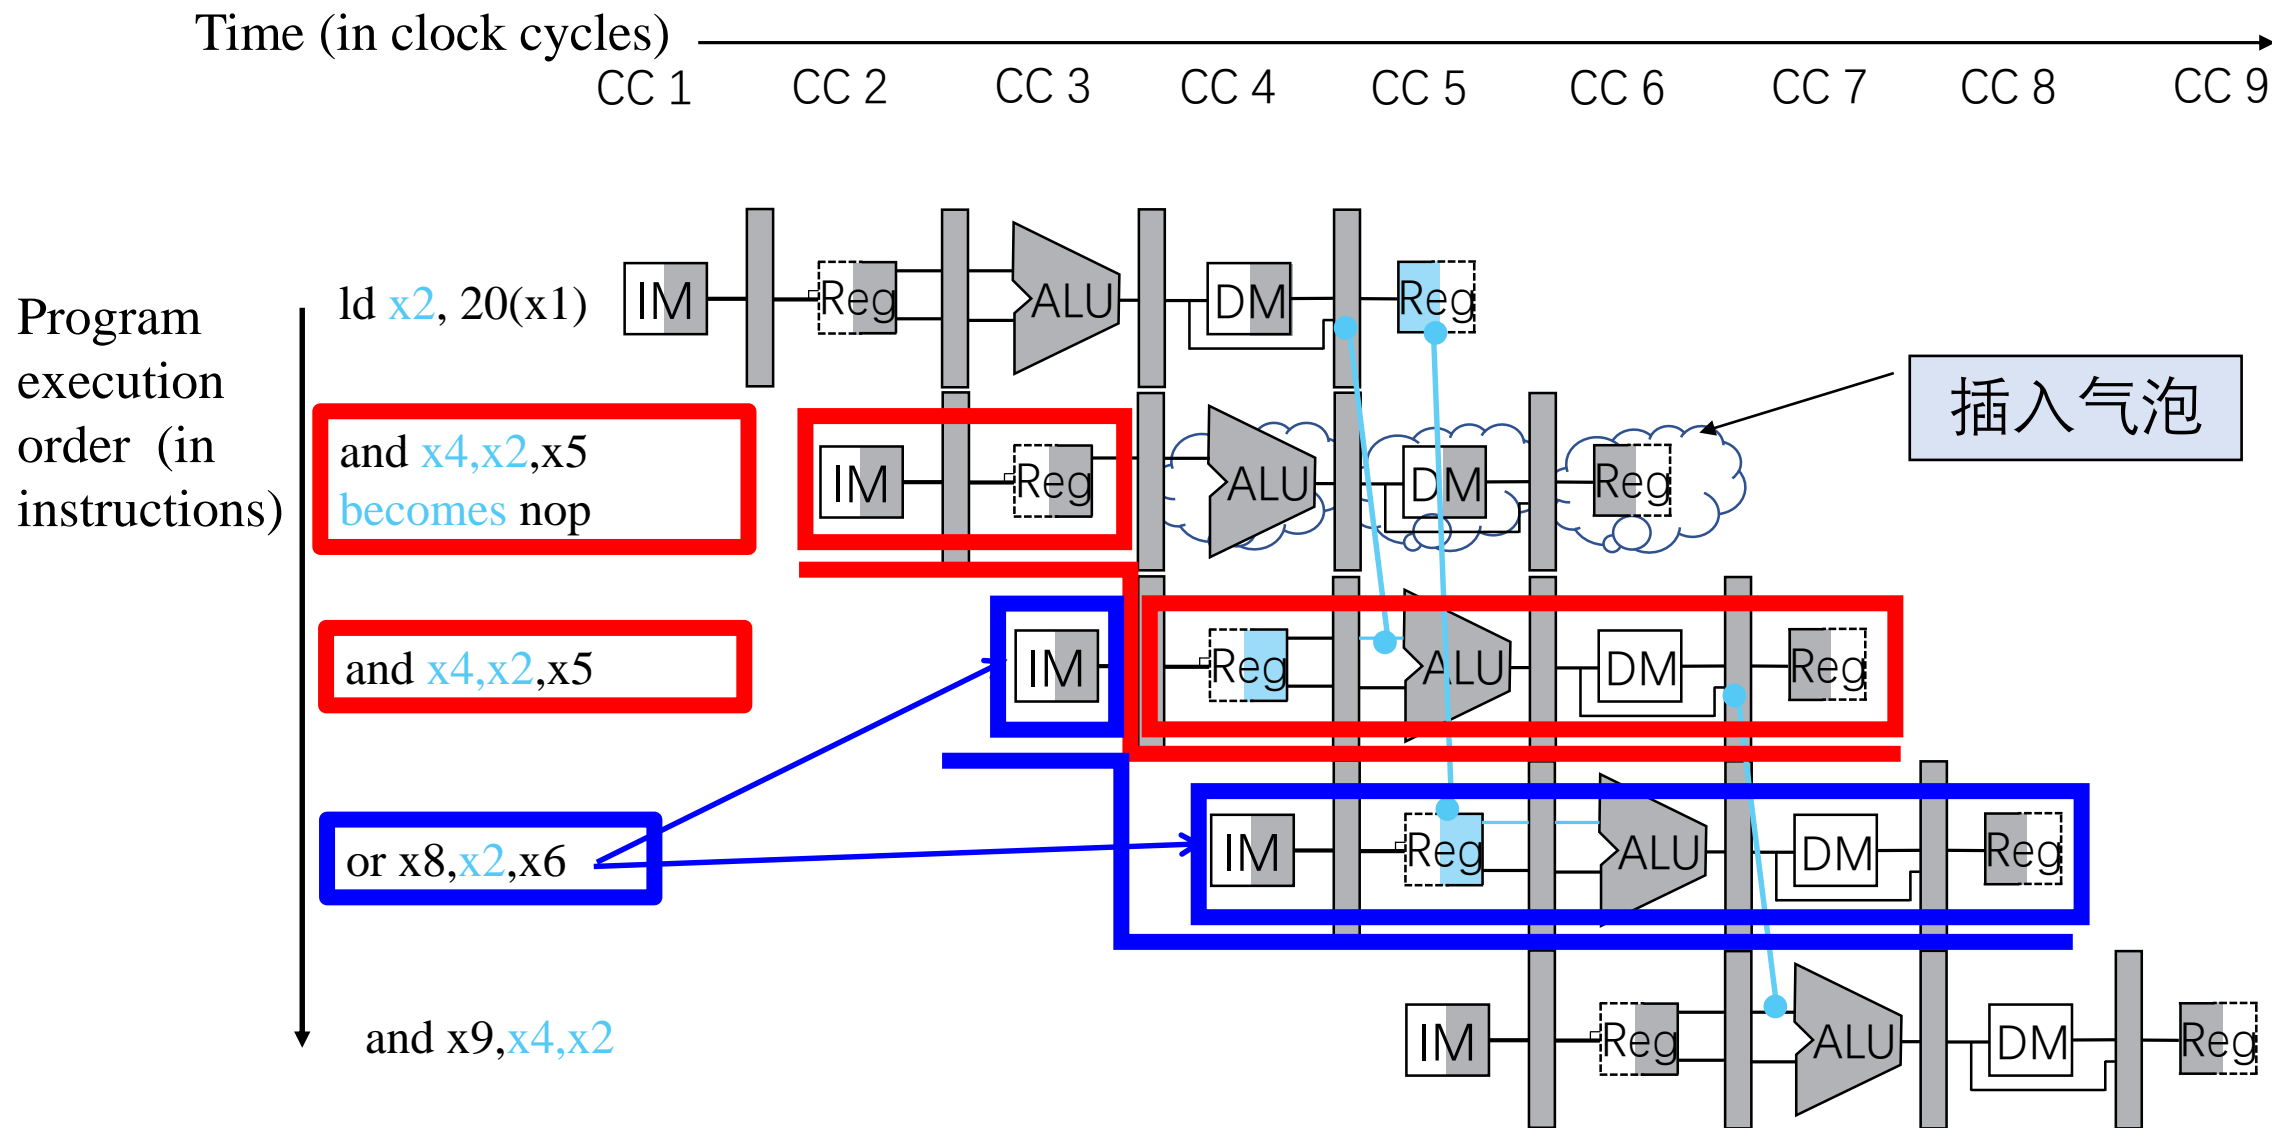 Time (in clock cycles)
CC 1 CC 2 CC 3 CC 4 CC 5 CC 6 CC 7 CC 8 CC 9
Program
execution
order (in
instructions)
ld x2, 20(x1)
IM Reg ALU DM Reg
插入气泡
and x4,x2,x5
becomes nop
IM Reg ALU DM Reg
and x4,x2,x5
IM Reg ALU DM Reg
or x8,x2,x6
IM Reg ALU DM Reg
and x9,x4,x2
IM Reg ALU DM Reg